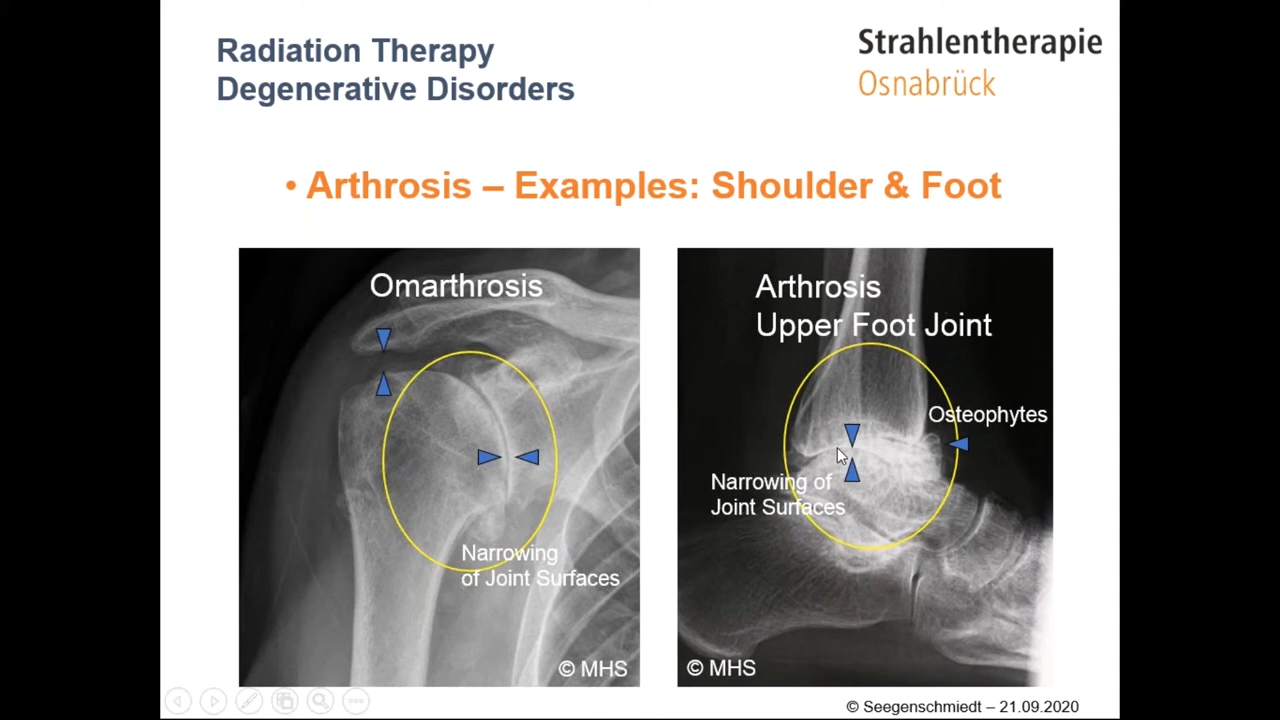 Radiation Therapy
Degenerative Disorders
Strahlentherapie
Osnabrück
• Arthrosis – Examples: Shoulder & Foot
Omarthrosis
Narrowing
of Joint Surfaces
© MHS
Arthrosis
Upper Foot Joint
Osteophytes
Narrowing of
Joint Surfaces
© MHS
© Seegenschmiedt – 21.09.2020